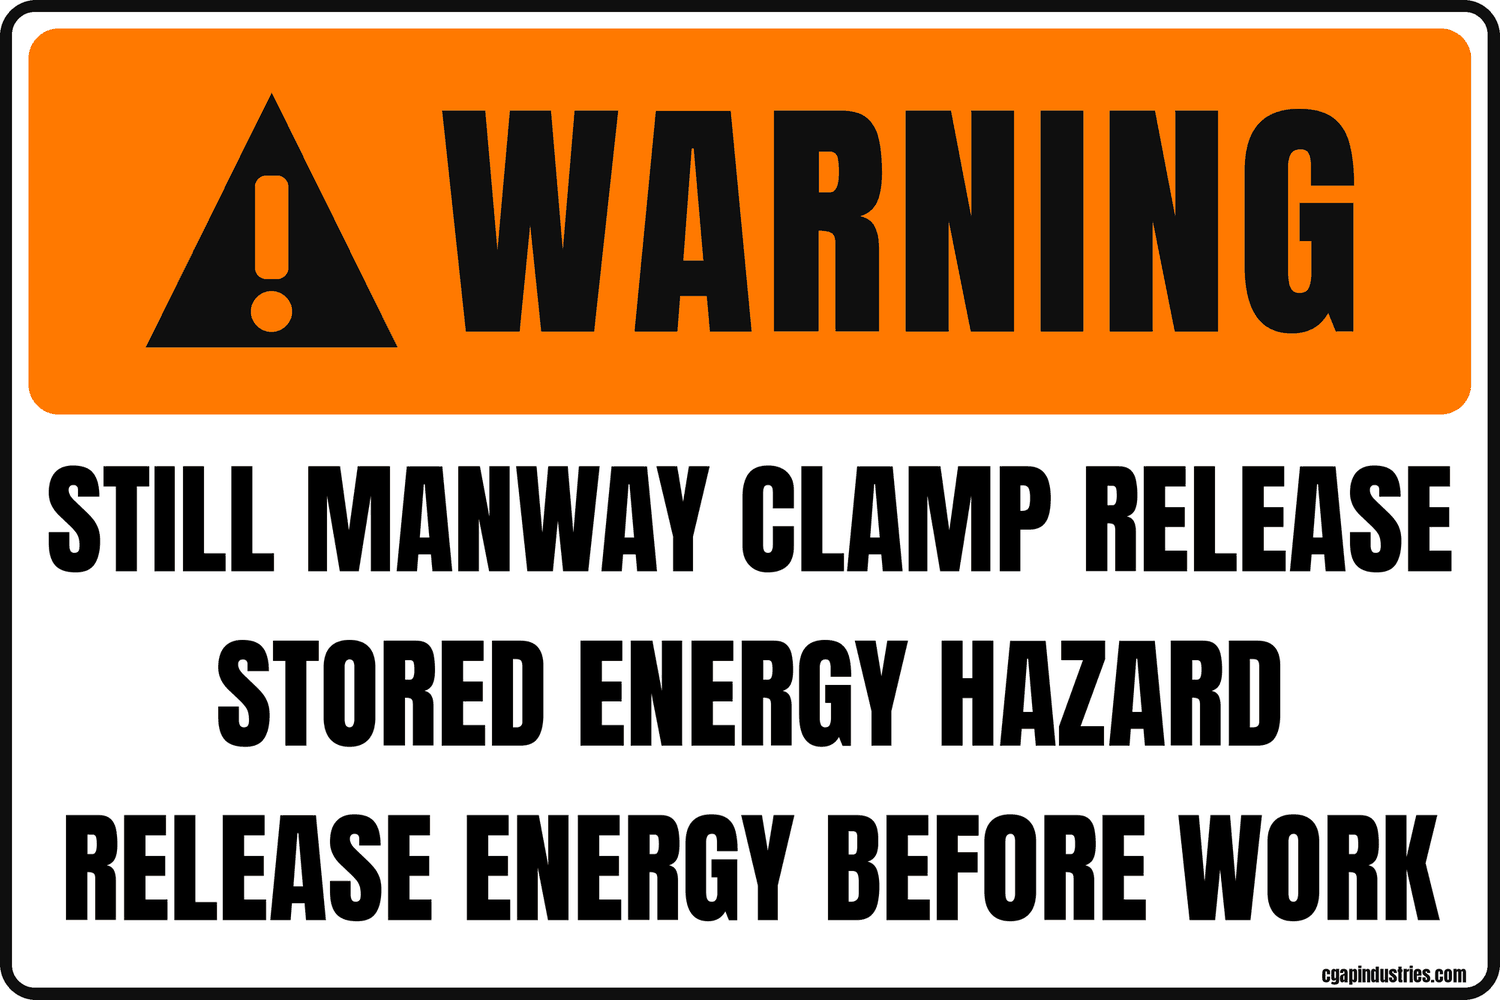 WARNING
STILL MANWAY CLAMP RELEASE
STORED ENERGY HAZARD
RELEASE ENERGY BEFORE WORK
cgapindustries.com